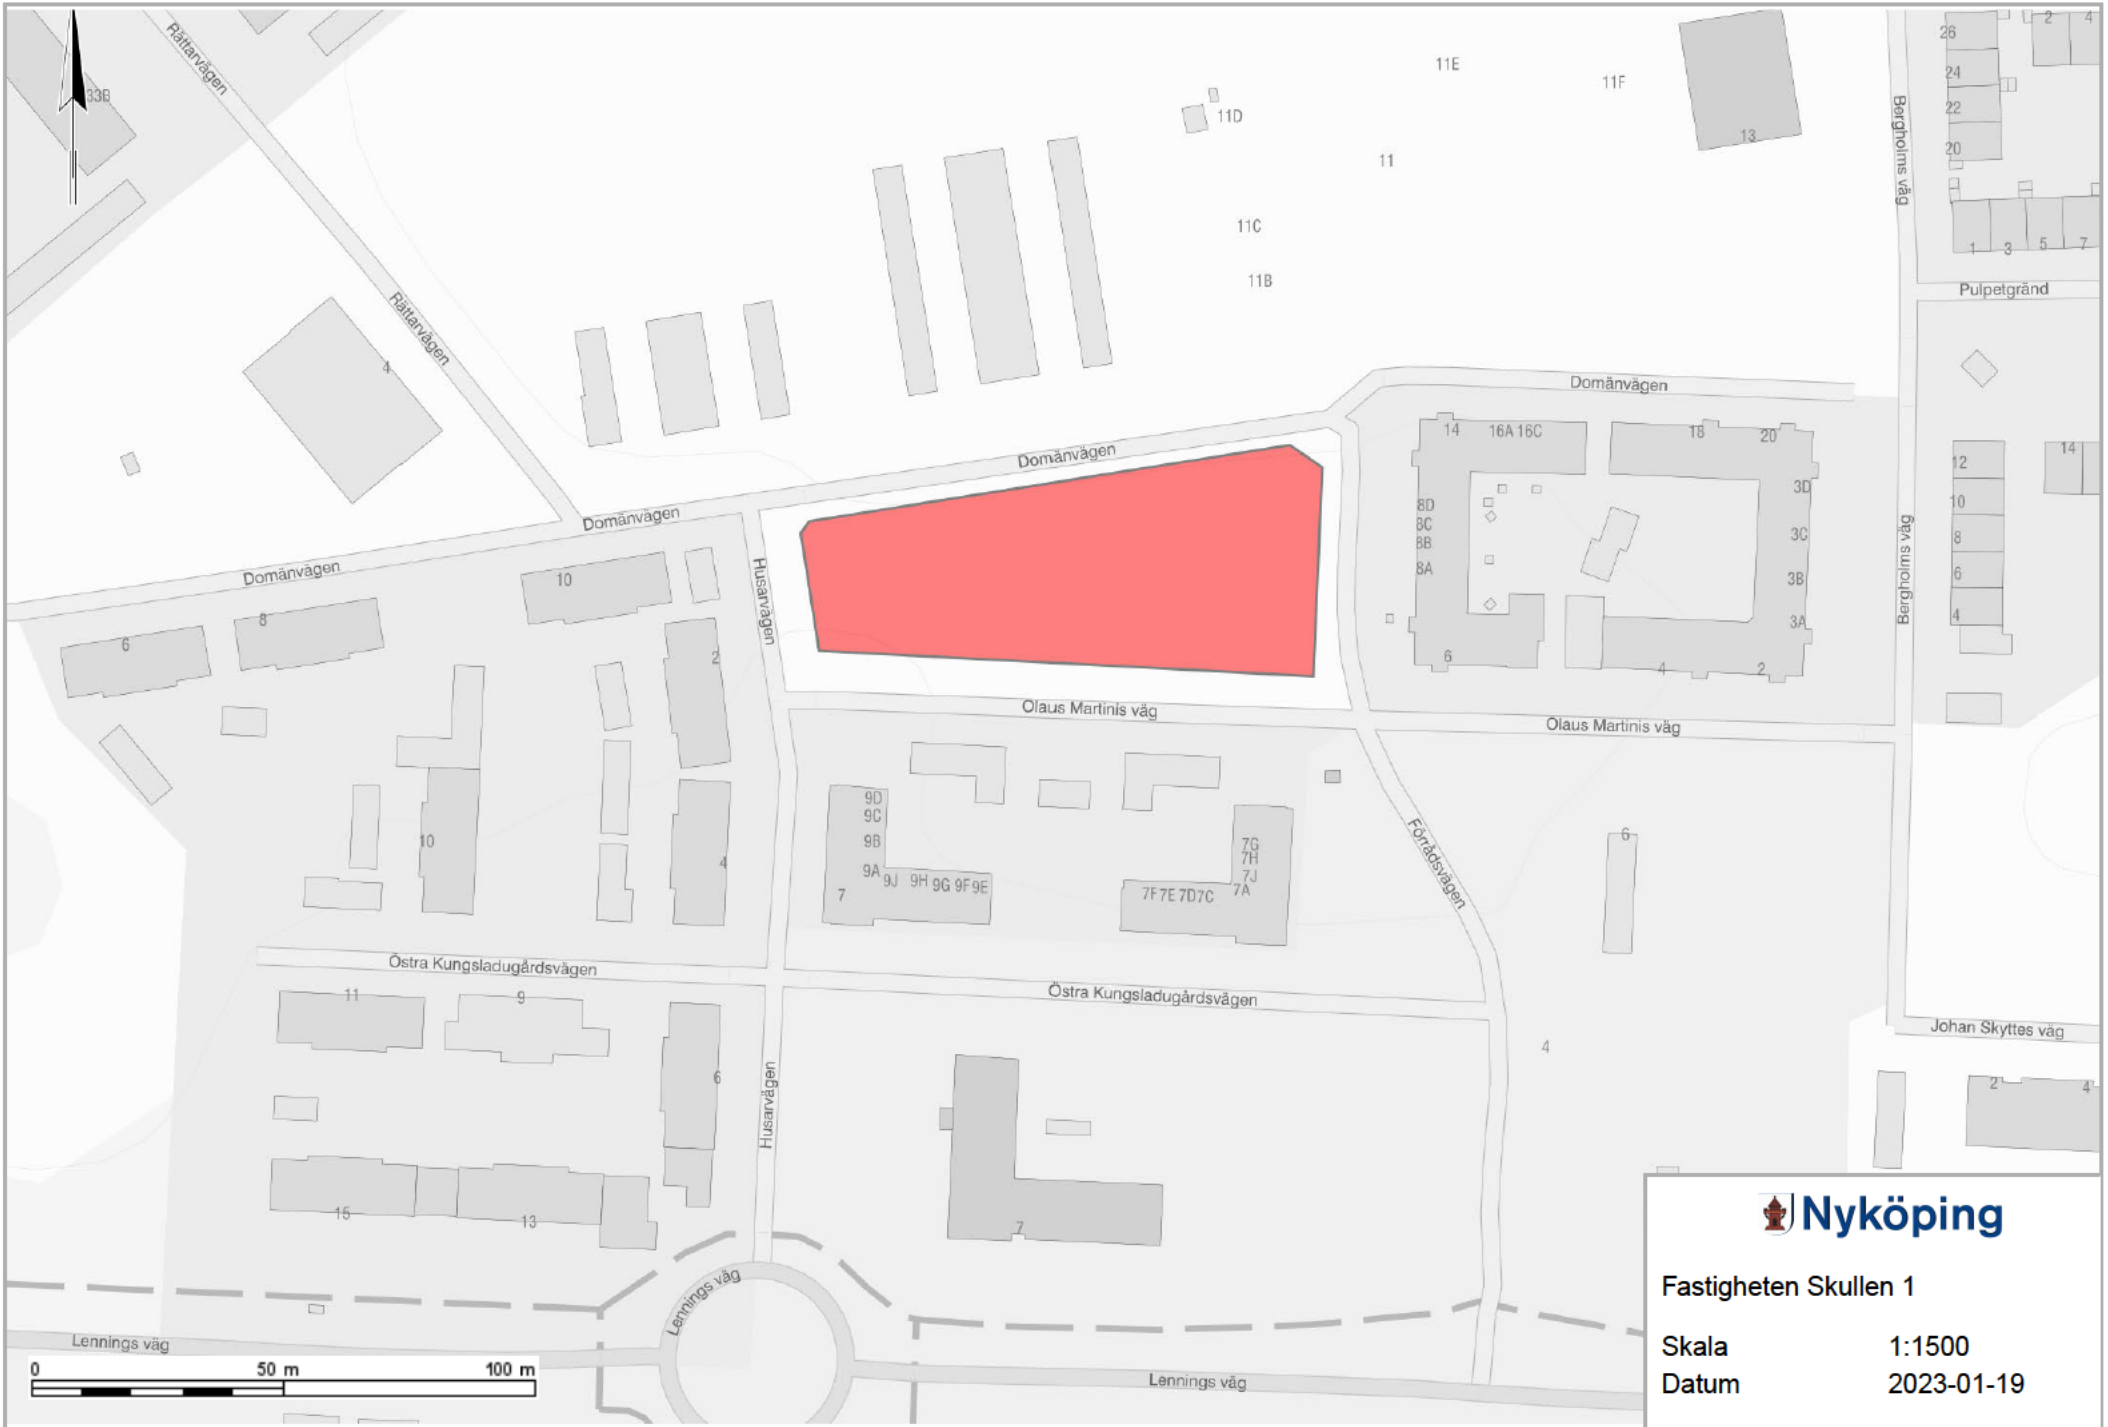 Rättarvägen
33B
11E
11F
13
Bergholms väg
26
24
22
20
2
4
11D
11
11C
11B
1
3
5
7
Pulpetgränd
Rättarvägen
4
Domänvägen
Domänvägen
Domänvägen
Domänvägen
14
16A 16C
18
20
12
10
8
6
4
14
8D
8C
8B
8A
6
3D
3C
3B
3A
4
2
Bergholms väg
6
8
10
2
Husarvägen
Olaus Martinis väg
Olaus Martinis väg
10
4
9D
9C
9B
9A
9J
9H
9G
9F
9E
7
7G
7H
7J
7A
7F
7E
7D
7C
Förrådsvägen
6
Östra Kungsladugårdsvägen
Östra Kungsladugårdsvägen
11
9
6
4
Johan Skyttes väg
2
4
Husarvägen
15
13
7
Lennings väg
Lennings väg
Lennings väg
0
50 m
100 m
Nyköping
Fastigheten Skullen 1
Skala 1:1500
Datum 2023-01-19